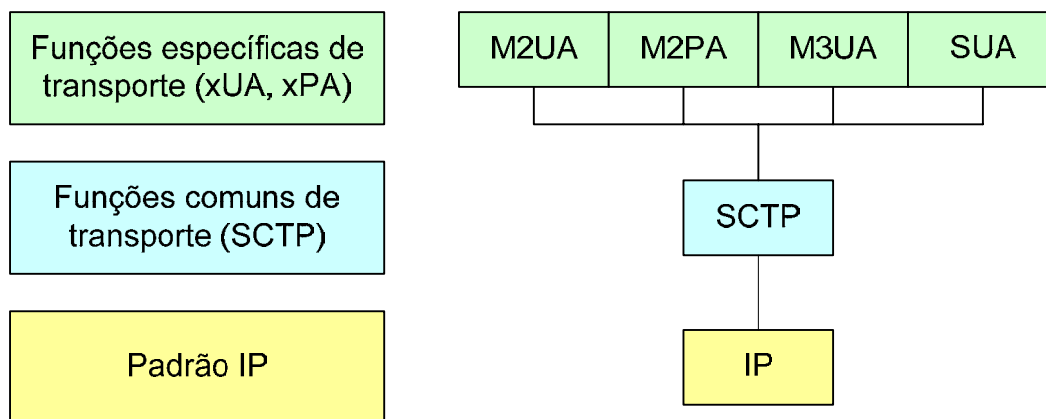 Funções específicas de
transporte (xUA, xPA)
M2UA
M2PA
M3UA
SUA
Funções comuns de
transporte (SCTP)
SCTP
Padrão IP
IP